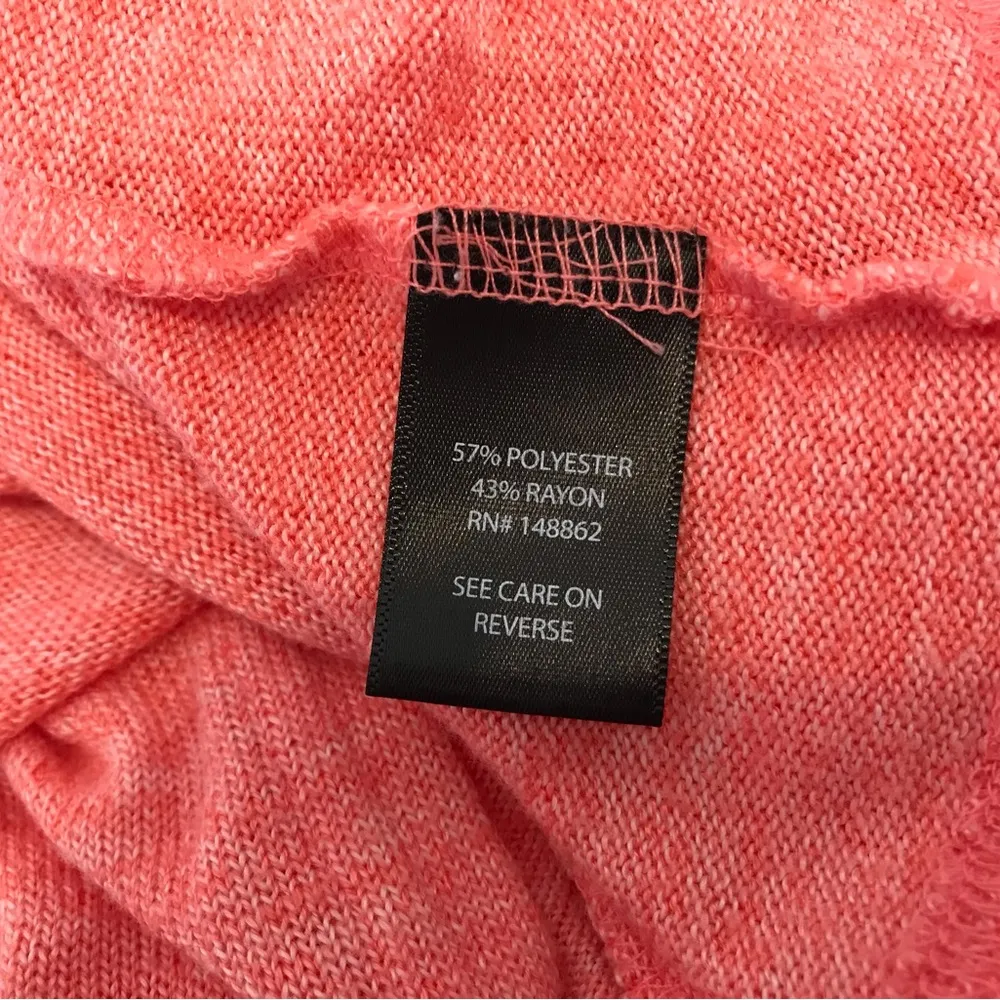 57% POLYESTER
43% RAYON
RN# 148862
SEE CARE ON
REVERSE